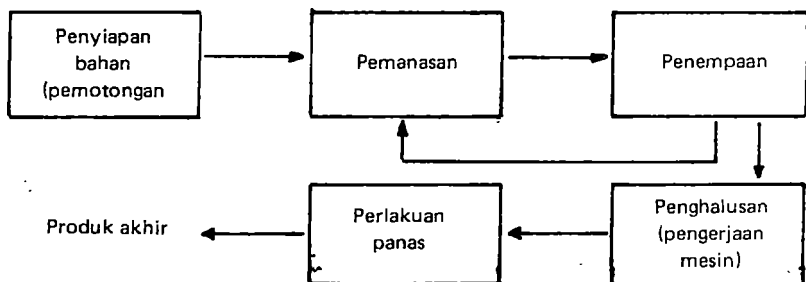 Penyiapan
bahan
(pemotongan
Pemanasan
Penempaan
Penghalusan
(pengerjaan
mesin)
Perlakuan
panas
Produk akhir